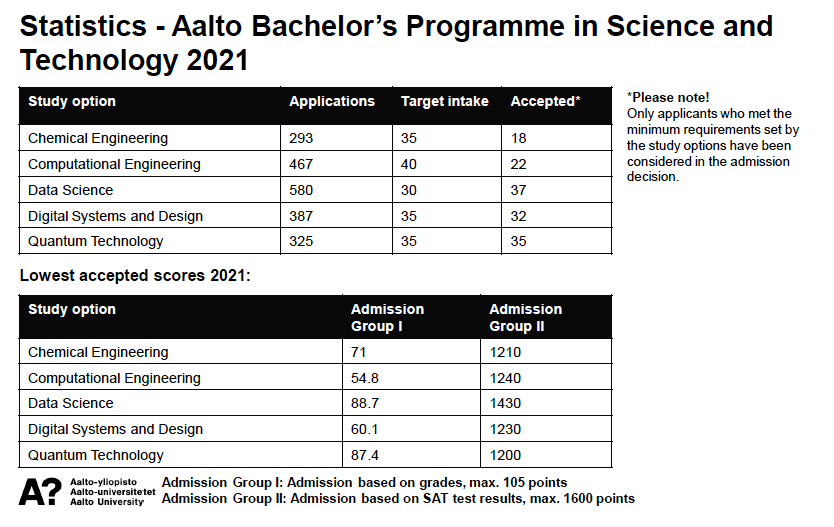 Statistics - Aalto Bachelor’s Programme in Science and
Technology 2021
Study option Applications Target intake Accepted*
Chemical Engineering 293 35 18
Computational Engineering 467 40 22
Data Science 580 30 37
Digital Systems and Design 387 35 32
Quantum Technology 325 35 35
*Please note!
Only applicants who met the
minimum requirements set by
the study options have been
considered in the admission
decision.
Lowest accepted scores 2021:
Study option Admission Group I Admission Group II
Chemical Engineering 71 1210
Computational Engineering 54.8 1240
Data Science 88.7 1430
Digital Systems and Design 60.1 1230
Quantum Technology 87.4 1200
A?
Aalto-yliopisto
Aalto-universitetet
Aalto University
Admission Group I: Admission based on grades, max. 105 points
Admission Group II: Admission based on SAT test results, max. 1600 points